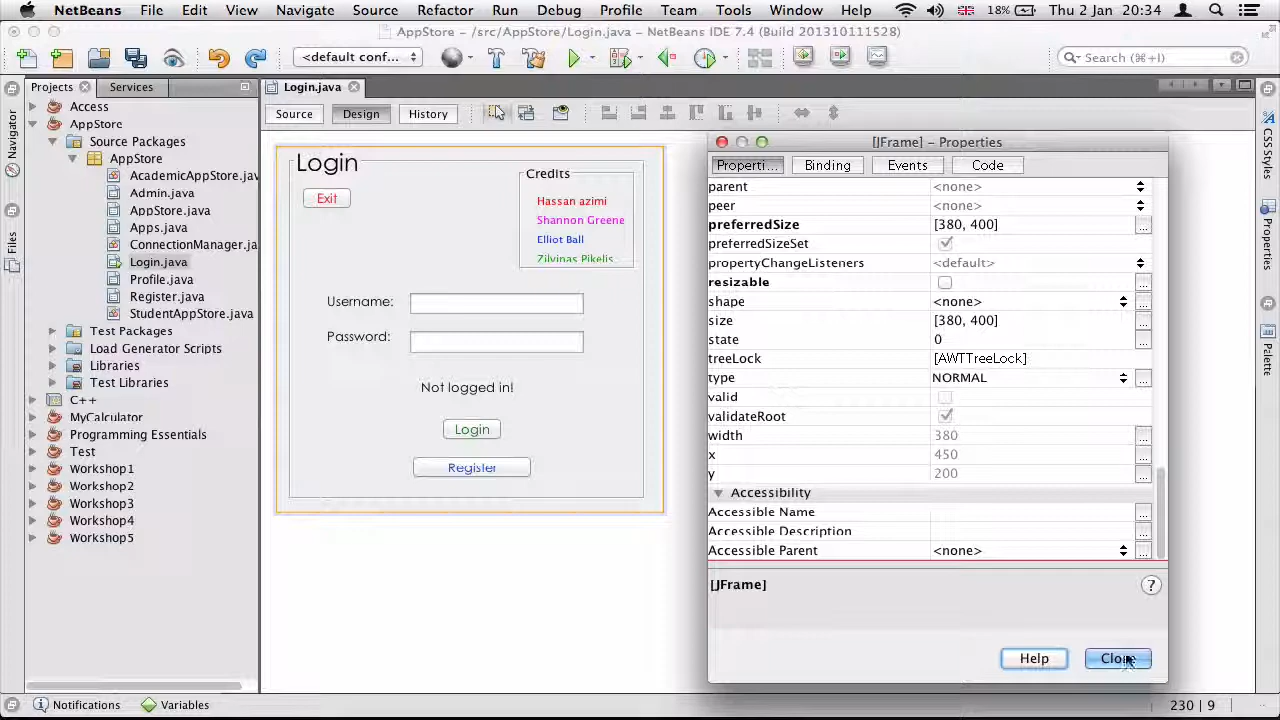 NetBeans File Edit View Navigate Source Refactor Run Debug Profile Team Tools Window Help 18% Thu 2 Jan 20:34
AppStore – /src/AppStore/Login.java – NetBeans IDE 7.4 (Build 201310111528)
<default conf... Search (⌘+I)
Projects Services
Login.java
Source Design History
Navigator
Files
Access
AppStore
Source Packages
AppStore
AcademicAppStore.jav
Admin.java
AppStore.java
Apps.java
ConnectionManager.ja
Login.java
Profile.java
Register.java
StudentAppStore.java
Test Packages
Load Generator Scripts
Libraries
Test Libraries
C++
MyCalculator
Programming Essentials
Test
Workshop1
Workshop2
Workshop3
Workshop4
Workshop5
Login
Exit
Credits
Hassan azimi
Shannon Greene
Elliot Ball
Zilvinas Pikelis
Username:
Password:
Not logged in!
Login
Register
[JFrame] – Properties
Properti... Binding Events Code
parent <none>
peer <none>
preferredSize [380, 400]
preferredSizeSet
propertyChangeListeners <default>
resizable
shape <none>
size [380, 400]
state 0
treeLock [AWTTreeLock]
type NORMAL
valid
validateRoot
width 380
x 450
y 200
Accessibility
Accessible Name
Accessible Description
Accessible Parent <none>
[JFrame]
?
Help Close
CSS Styles
Properties
Palette
Notifications Variables 230 | 9